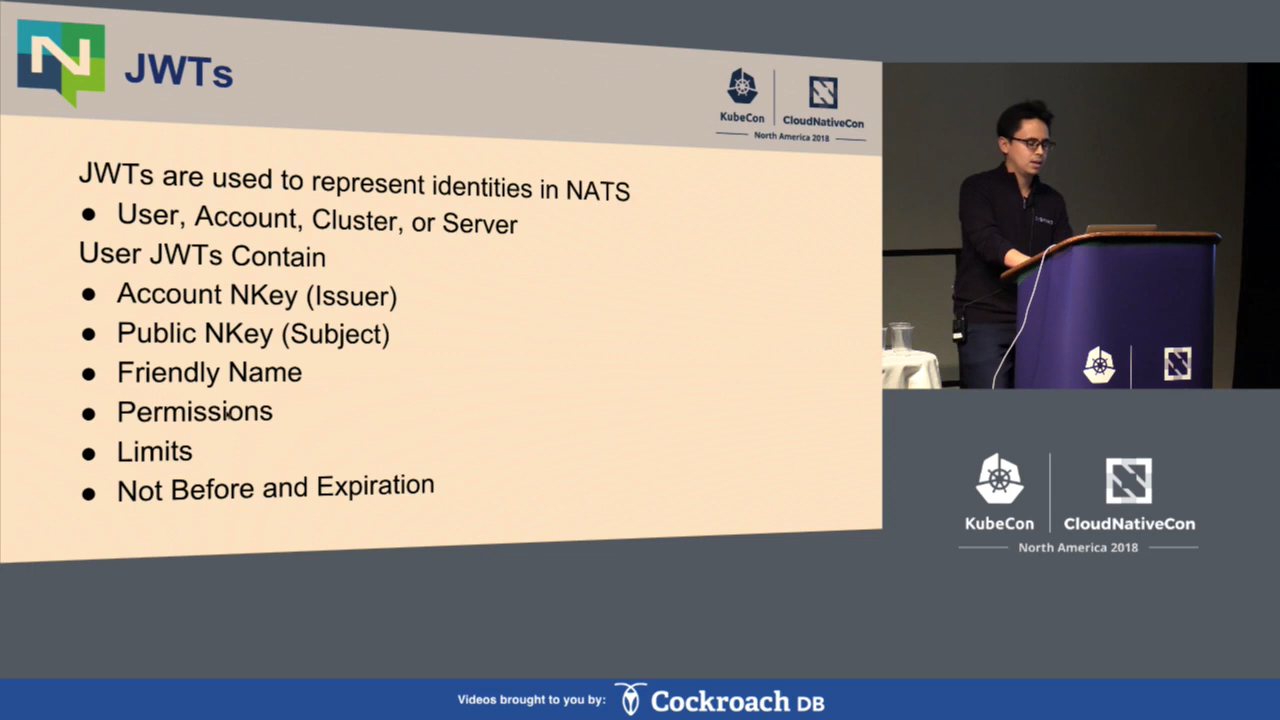 JWTs
KubeCon
CloudNativeCon
North America 2018
JWTs are used to represent identities in NATS
● User, Account, Cluster, or Server
User JWTs Contain
● Account NKey (Issuer)
● Public NKey (Subject)
● Friendly Name
● Permissions
● Limits
● Not Before and Expiration
KubeCon
CloudNativeCon
North America 2018
Videos brought to you by:
Cockroach DB